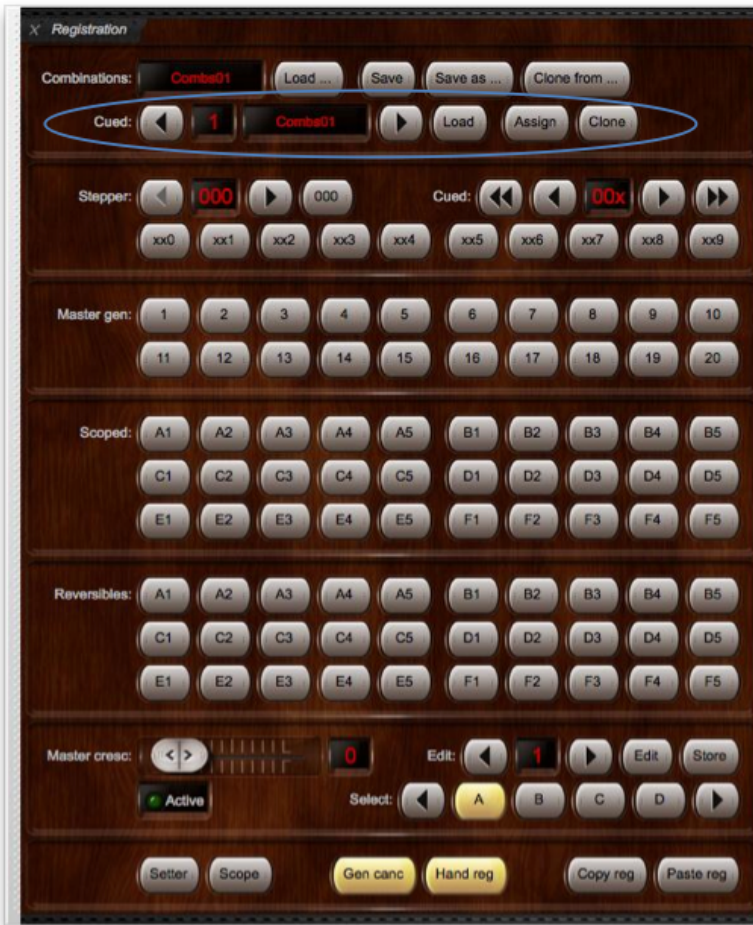 X Registration
Combinations: Combs01 Load ... Save Save as ... Clone from ...
Cued: 1 Combs01 Load Assign Clone
Stepper: 000 000 Cued: 00x
xx0 xx1 xx2 xx3 xx4 xx5 xx6 xx7 xx8 xx9
Master gen: 1 2 3 4 5 6 7 8 9 10
11 12 13 14 15 16 17 18 19 20
Scoped: A1 A2 A3 A4 A5 B1 B2 B3 B4 B5
C1 C2 C3 C4 C5 D1 D2 D3 D4 D5
E1 E2 E3 E4 E5 F1 F2 F3 F4 F5
Reversibles: A1 A2 A3 A4 A5 B1 B2 B3 B4 B5
C1 C2 C3 C4 C5 D1 D2 D3 D4 D5
E1 E2 E3 E4 E5 F1 F2 F3 F4 F5
Master cresc: < > 0 Edit: 1 Edit Store
Active Select: A B C D
Setter Scope Gen canc Hand reg Copy reg Paste reg